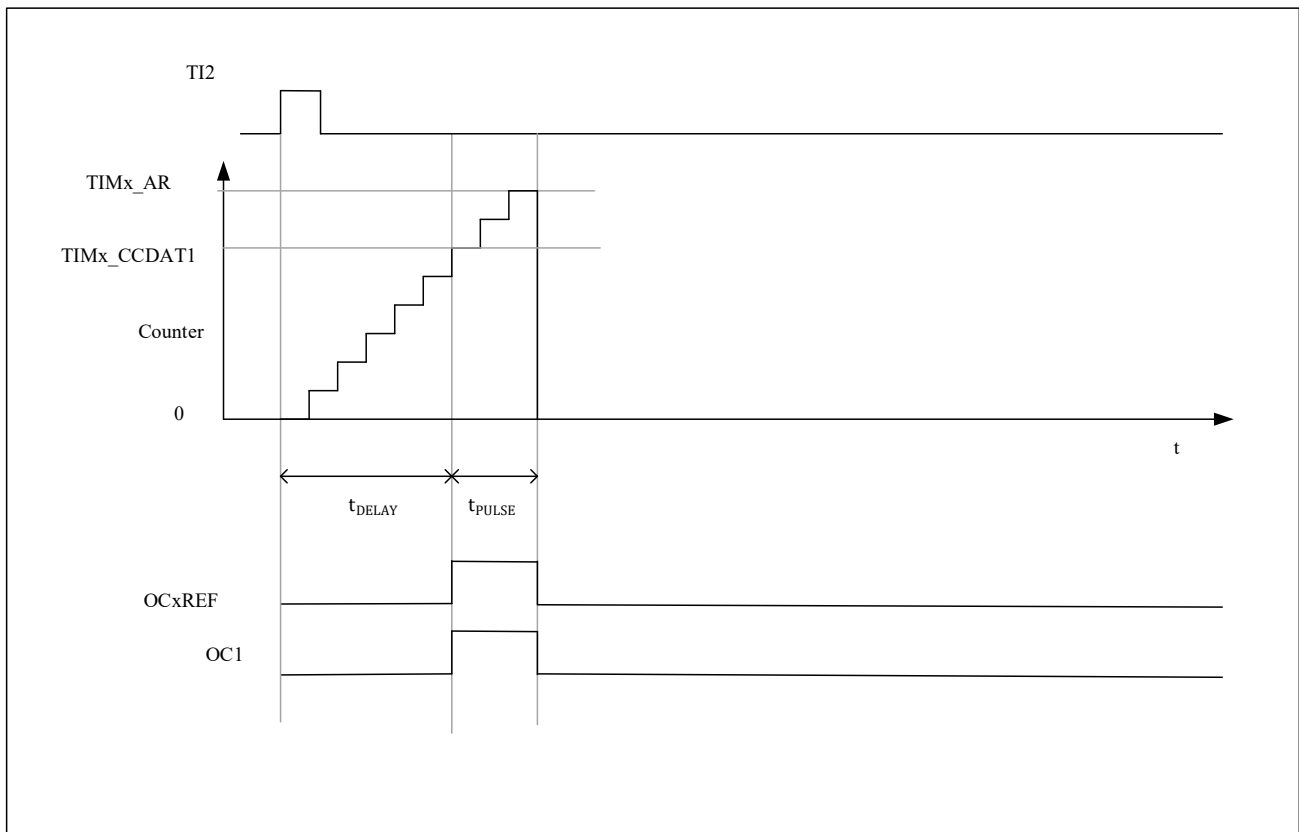 TI2
TIMx_AR
TIMx_CCDAT1
Counter
0
t
tDELAY
tPULSE
OCxREF
OC1